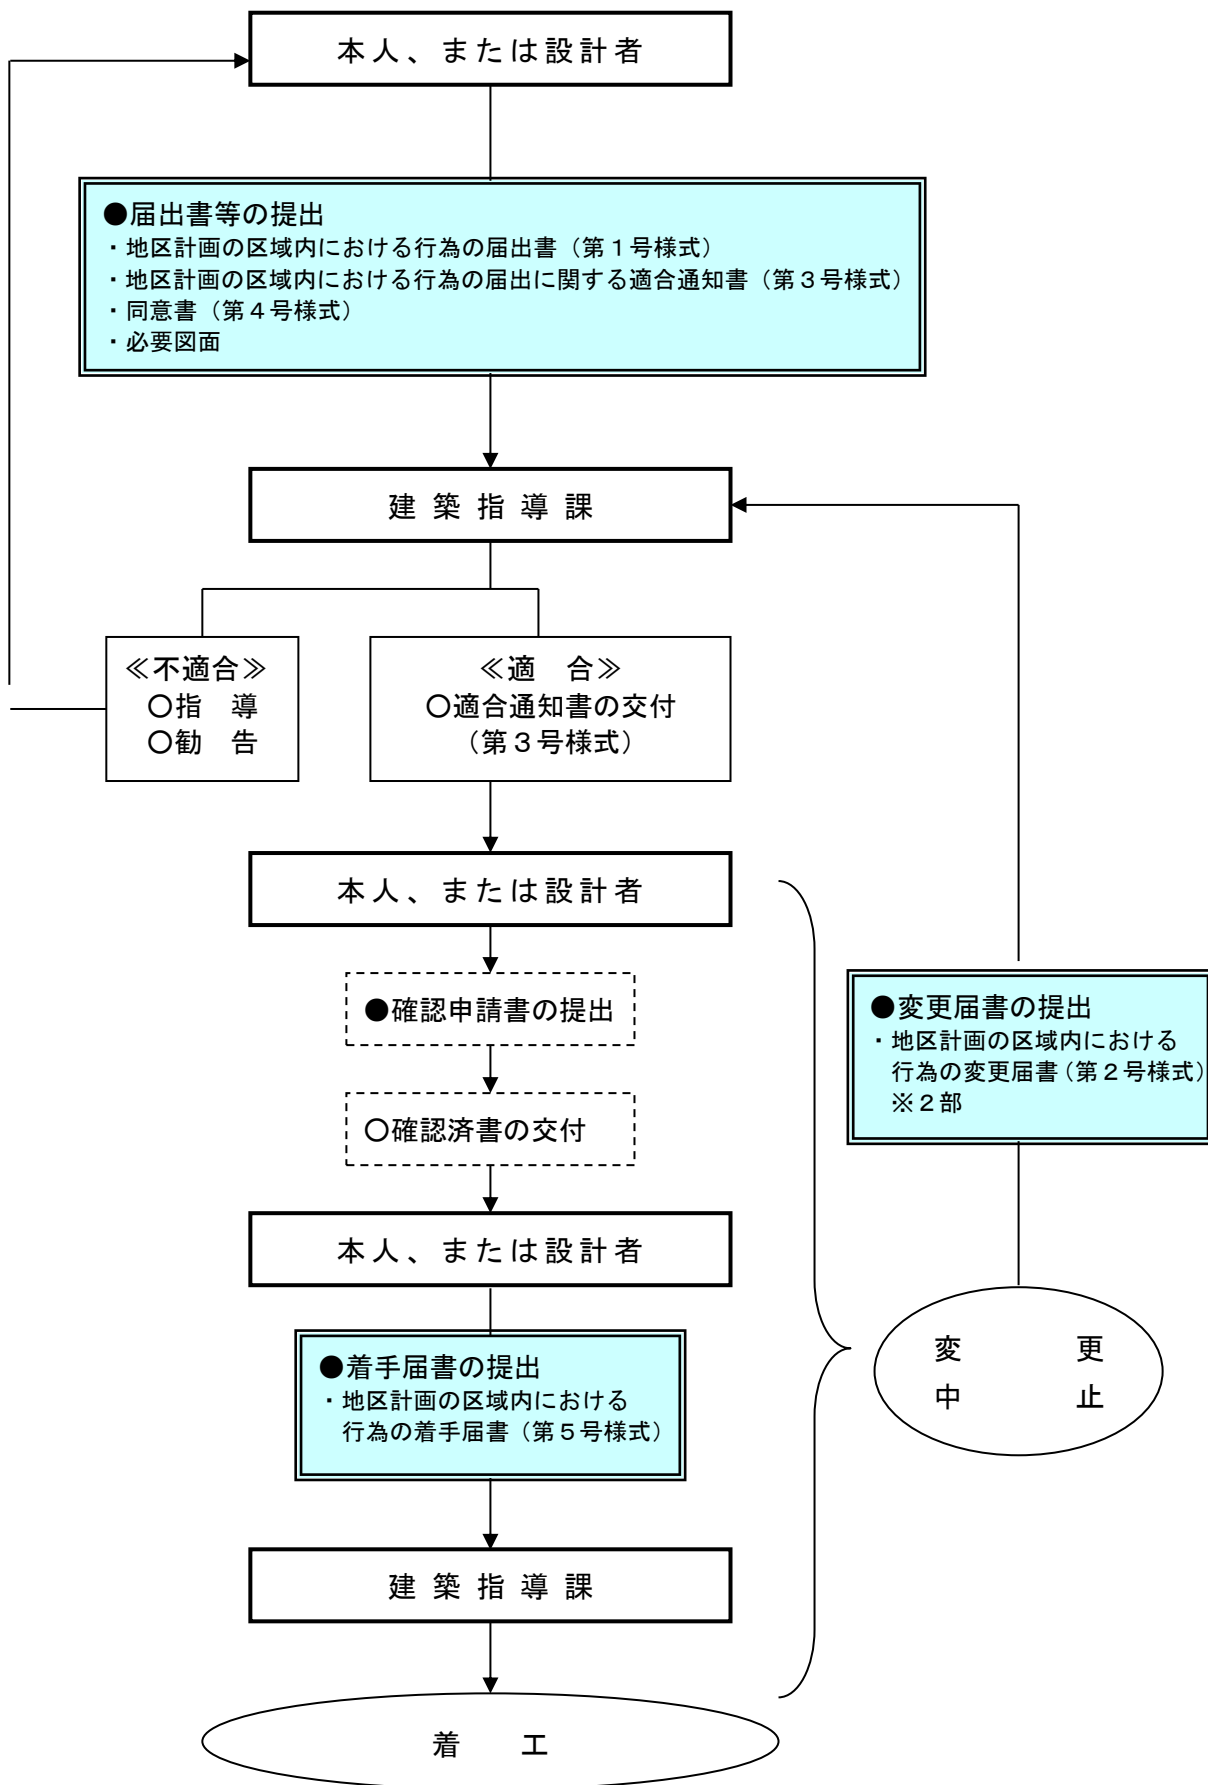 本人、または設計者
●届出書等の提出
・地区計画の区域内における行為の届出書（第１号様式）
・地区計画の区域内における行為の届出に関する適合通知書（第３号様式）
・同意書（第４号様式）
・必要図面
建築指導課
≪不適合≫
○指　導
○勧　告
≪適　合≫
○適合通知書の交付
（第３号様式）
本人、または設計者
●確認申請書の提出
○確認済書の交付
●変更届書の提出
・地区計画の区域内における
行為の変更届書（第２号様式）
※２部
本人、または設計者
●着手届書の提出
・地区計画の区域内における
行為の着手届書（第５号様式）
変　更
中　止
建築指導課
着　工